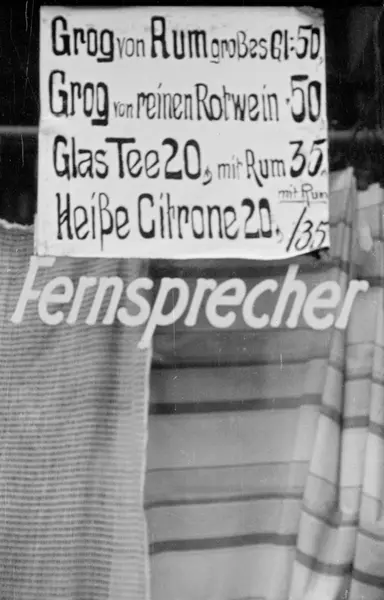 Grog von Rum großes Gl: 50,
Grog von reinen Rotwein -.50
Glas Tee 20,, mit Rum 35,
Heiße Citrone 20,, mit Rum /35
Fernsprecher